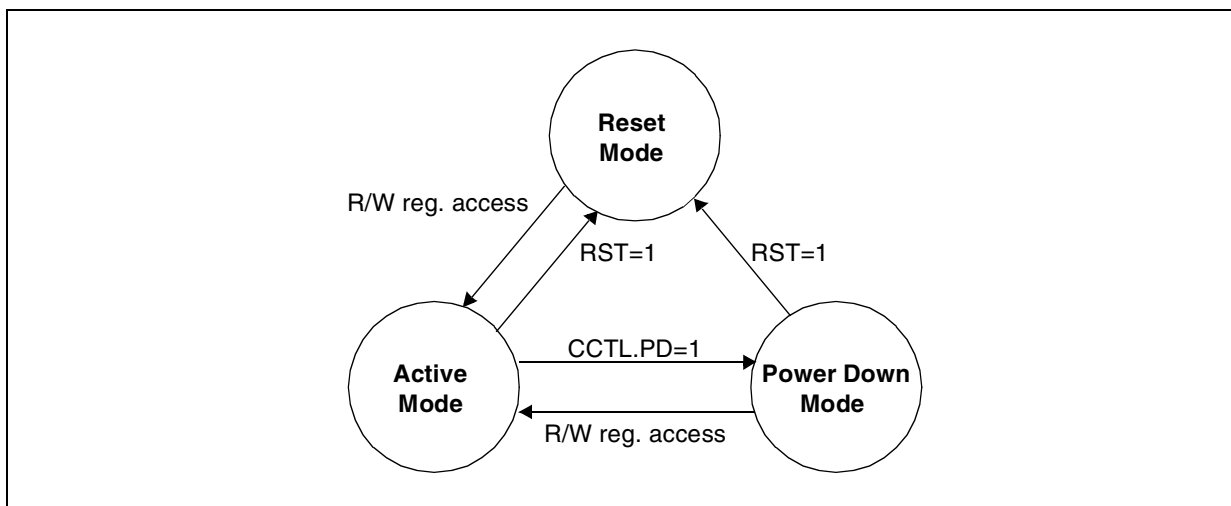 Reset
Mode
R/W reg. access
RST=1
RST=1
CCTL.PD=1
Active
Mode
Power Down
Mode
R/W reg. access